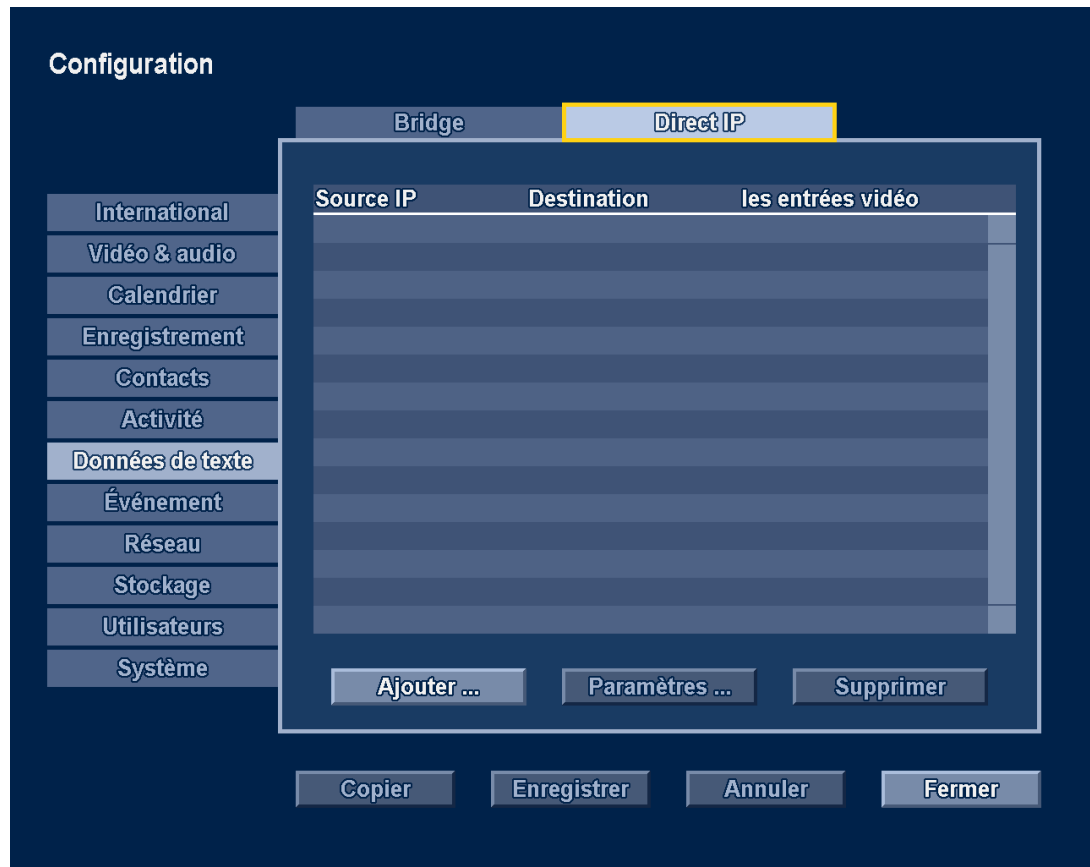 Configuration
Bridge
Direct IP
Source IP Destination les entrées vidéo
International
Vidéo & audio
Calendrier
Enregistrement
Contacts
Activité
Données de texte
Événement
Réseau
Stockage
Utilisateurs
Système
Ajouter ... Paramètres ... Supprimer
Copier Enregistrer Annuler Fermer